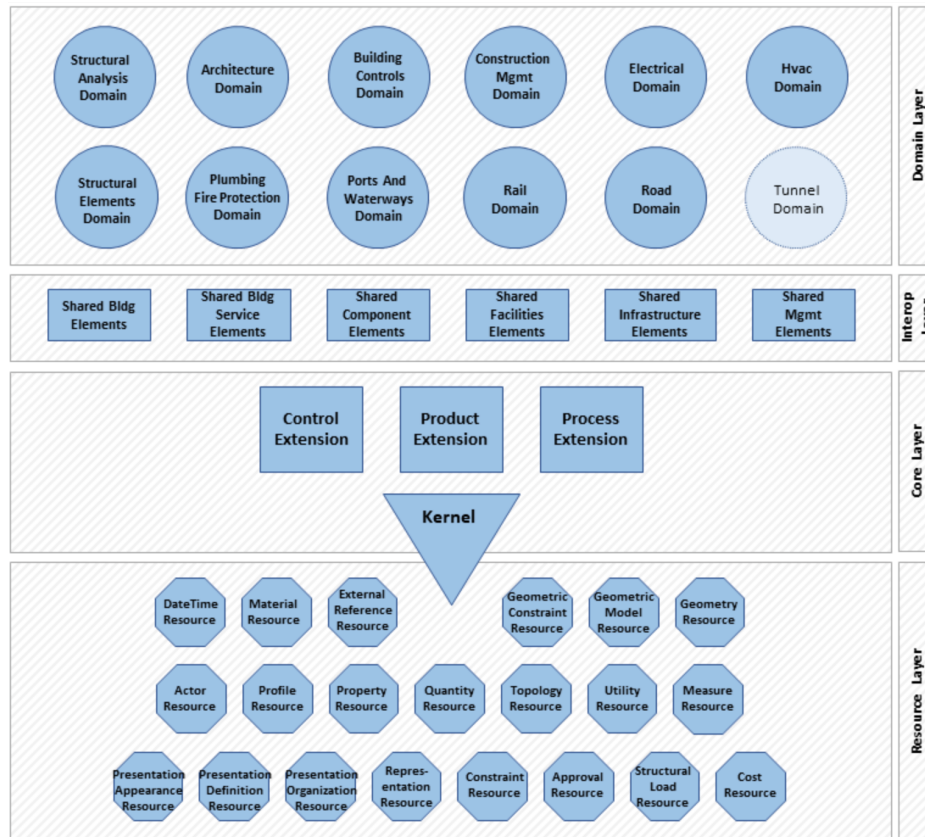 Structural
Analysis
Domain
Architecture
Domain
Building
Controls
Domain
Construction
Mgmt
Domain
Electrical
Domain
Hvac
Domain
Domain Layer
Structural
Elements
Domain
Plumbing
Fire Protection
Domain
Ports And
Waterways
Domain
Rail
Domain
Road
Domain
Tunnel
Domain
Shared Bldg
Elements
Shared Bldg
Service
Elements
Shared
Component
Elements
Shared
Facilities
Elements
Shared
Infrastructure
Elements
Shared
Mgmt
Elements
Interop
Control
Extension
Product
Extension
Process
Extension
Core Layer
Kernel
DateTime
Resource
Material
Resource
External
Reference
Resource
Geometric
Constraint
Resource
Geometric
Model
Resource
Geometry
Resource
Resource Layer
Actor
Resource
Profile
Resource
Property
Resource
Quantity
Resource
Topology
Resource
Utility
Resource
Measure
Resource
Presentation
Appearance
Resource
Presentation
Definition
Resource
Presentation
Organization
Resource
Repres-
entation
Resource
Constraint
Resource
Approval
Resource
Structural
Load
Resource
Cost
Resource